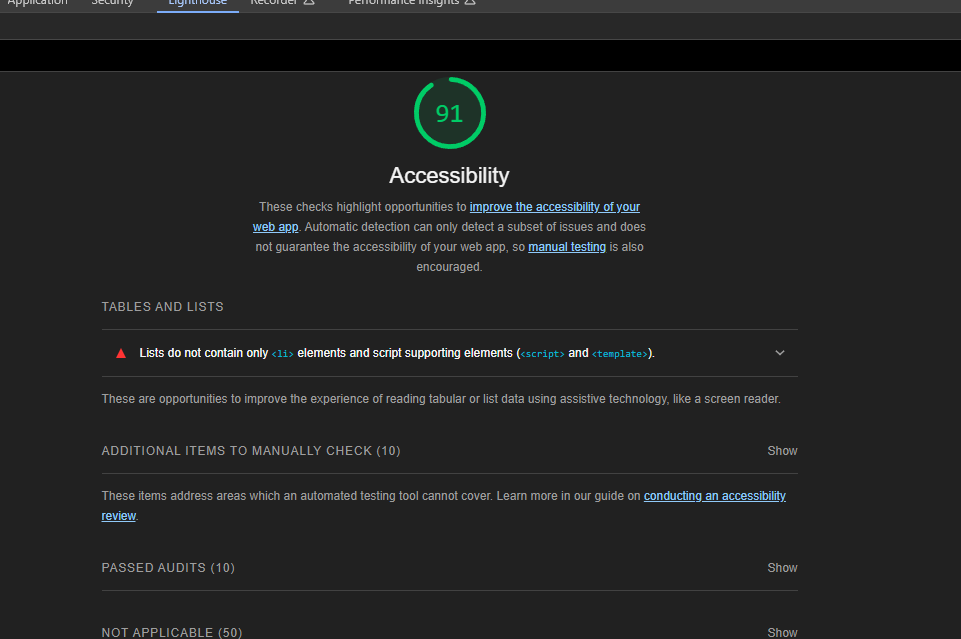 Application Security Lighthouse Recorder Performance insights
91
Accessibility
These checks highlight opportunities to improve the accessibility of your
web app. Automatic detection can only detect a subset of issues and does
not guarantee the accessibility of your web app, so manual testing is also
encouraged.
TABLES AND LISTS
Lists do not contain only <li> elements and script supporting elements (<script> and <template>).
These are opportunities to improve the experience of reading tabular or list data using assistive technology, like a screen reader.
ADDITIONAL ITEMS TO MANUALLY CHECK (10) Show
These items address areas which an automated testing tool cannot cover. Learn more in our guide on conducting an accessibility
review.
PASSED AUDITS (10) Show
NOT APPLICABLE (50) Show